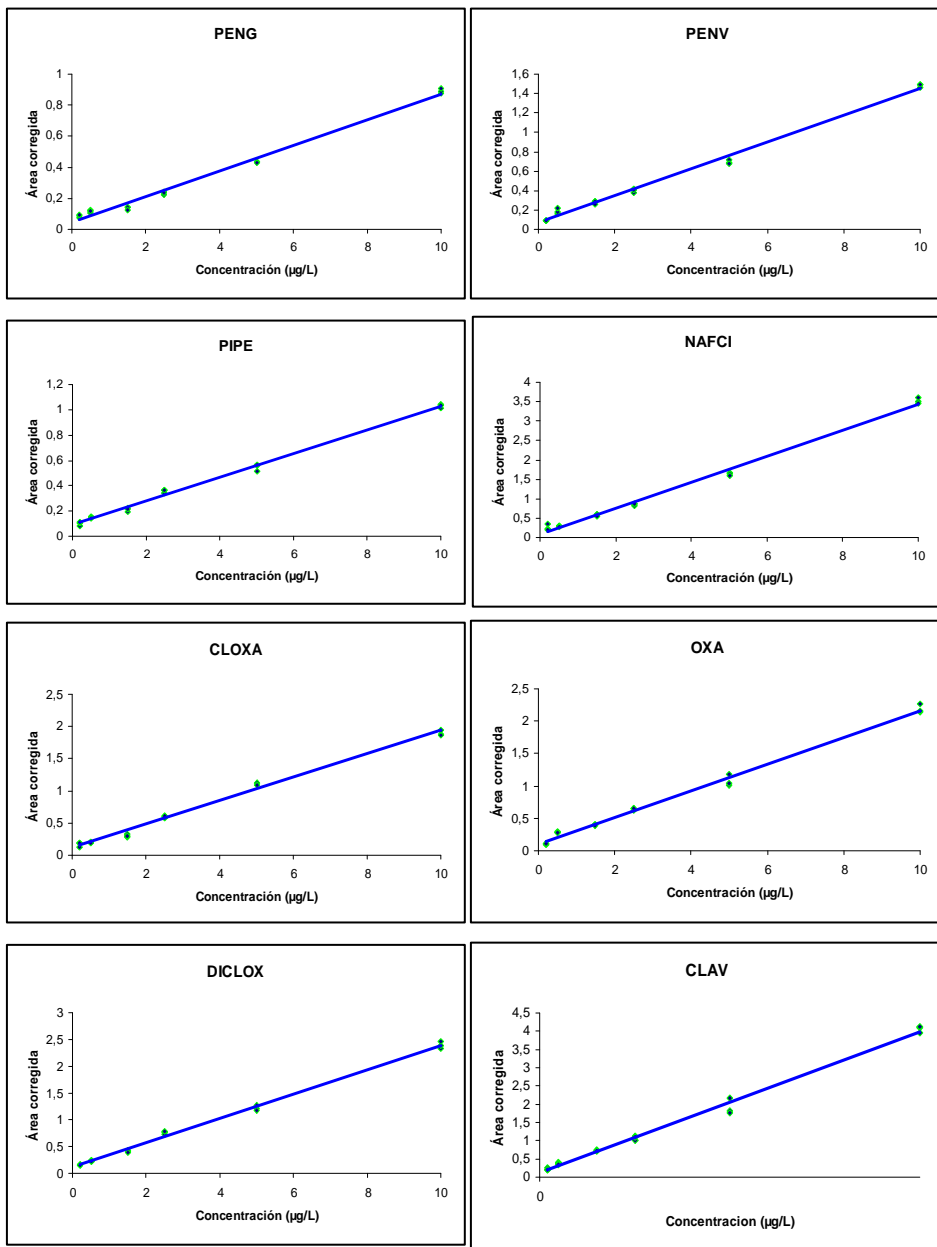 PENG
1
0,8
0,6
0,4
0,2
0
0 2 4 6 8 10
Área corregida
Concentración (µg/L)
PENV
1,6
1,4
1,2
1
0,8
0,6
0,4
0,2
0
0 2 4 6 8 10
Área corregida
Concentración (µg/L)
PIPE
1,2
1
0,8
0,6
0,4
0,2
0
0 2 4 6 8 10
Área corregida
Concentración (µg/L)
NAFCI
4
3,5
3
2,5
2
1,5
1
0,5
0
0 2 4 6 8 10
Área corregida
Concentración (µg/L)
CLOXA
2,5
2
1,5
1
0,5
0
0 2 4 6 8 10
Área corregida
Concentración (µg/L)
OXA
2,5
2
1,5
1
0,5
0
0 2 4 6 8 10
Área corregida
Concentración (µg/L)
DICLOX
3
2,5
2
1,5
1
0,5
0
0 2 4 6 8 10
Área corregida
Concentración (µg/L)
CLAV
4,5
4
3,5
3
2,5
2
1,5
1
0,5
0
0
Área corregida
Concentracion (µg/L)